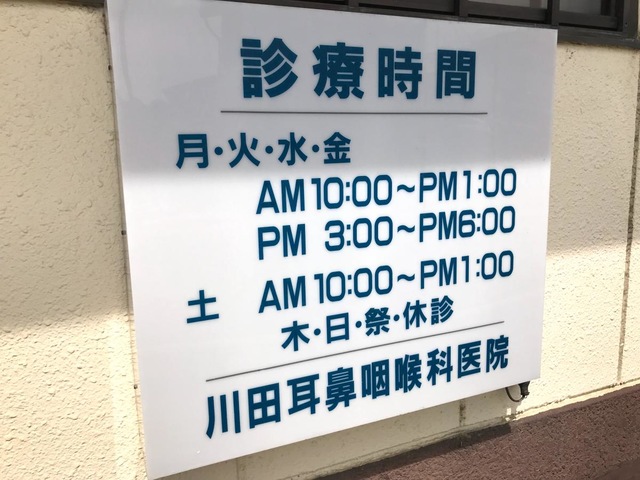 診療時間
月・火・水・金
AM10:00～PM1:00
PM 3:00～PM6:00
土 AM10:00～PM1:00
木・日・祭・休診
川田耳鼻咽喉科医院